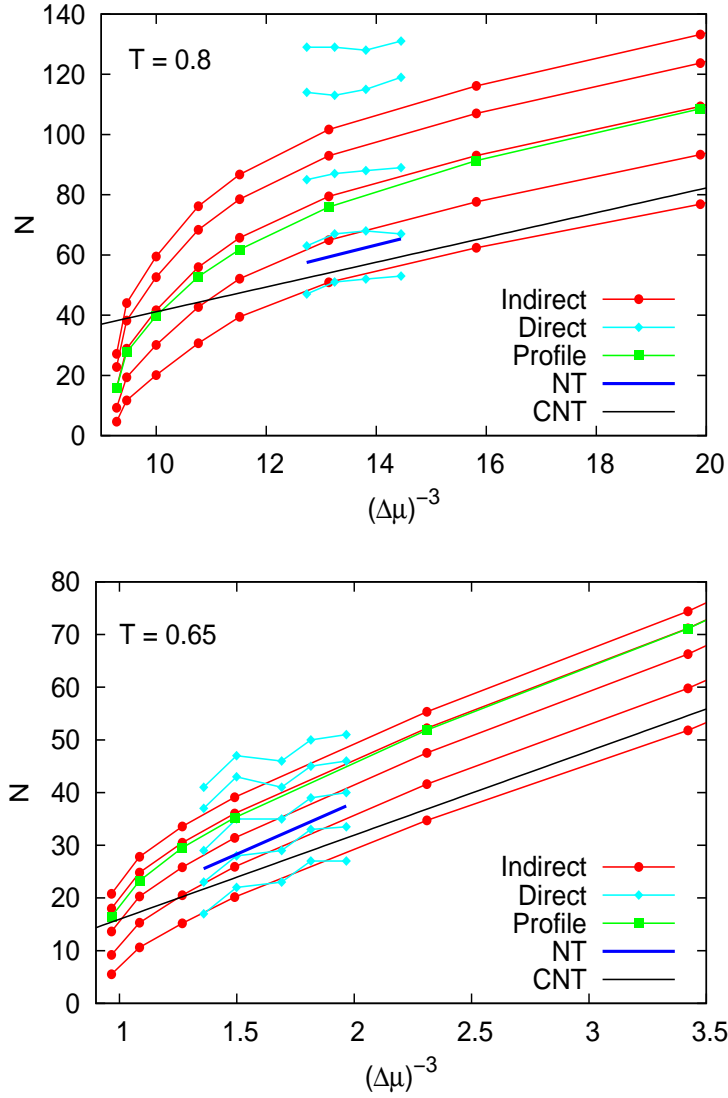 140
120
100
80
60
40
20
0
N
T = 0.8
Indirect
Direct
Profile
NT
CNT
10 12 14 16 18 20
(Δμ)⁻³
80
70
60
50
40
30
20
10
0
N
T = 0.65
Indirect
Direct
Profile
NT
CNT
1 1.5 2 2.5 3 3.5
(Δμ)⁻³